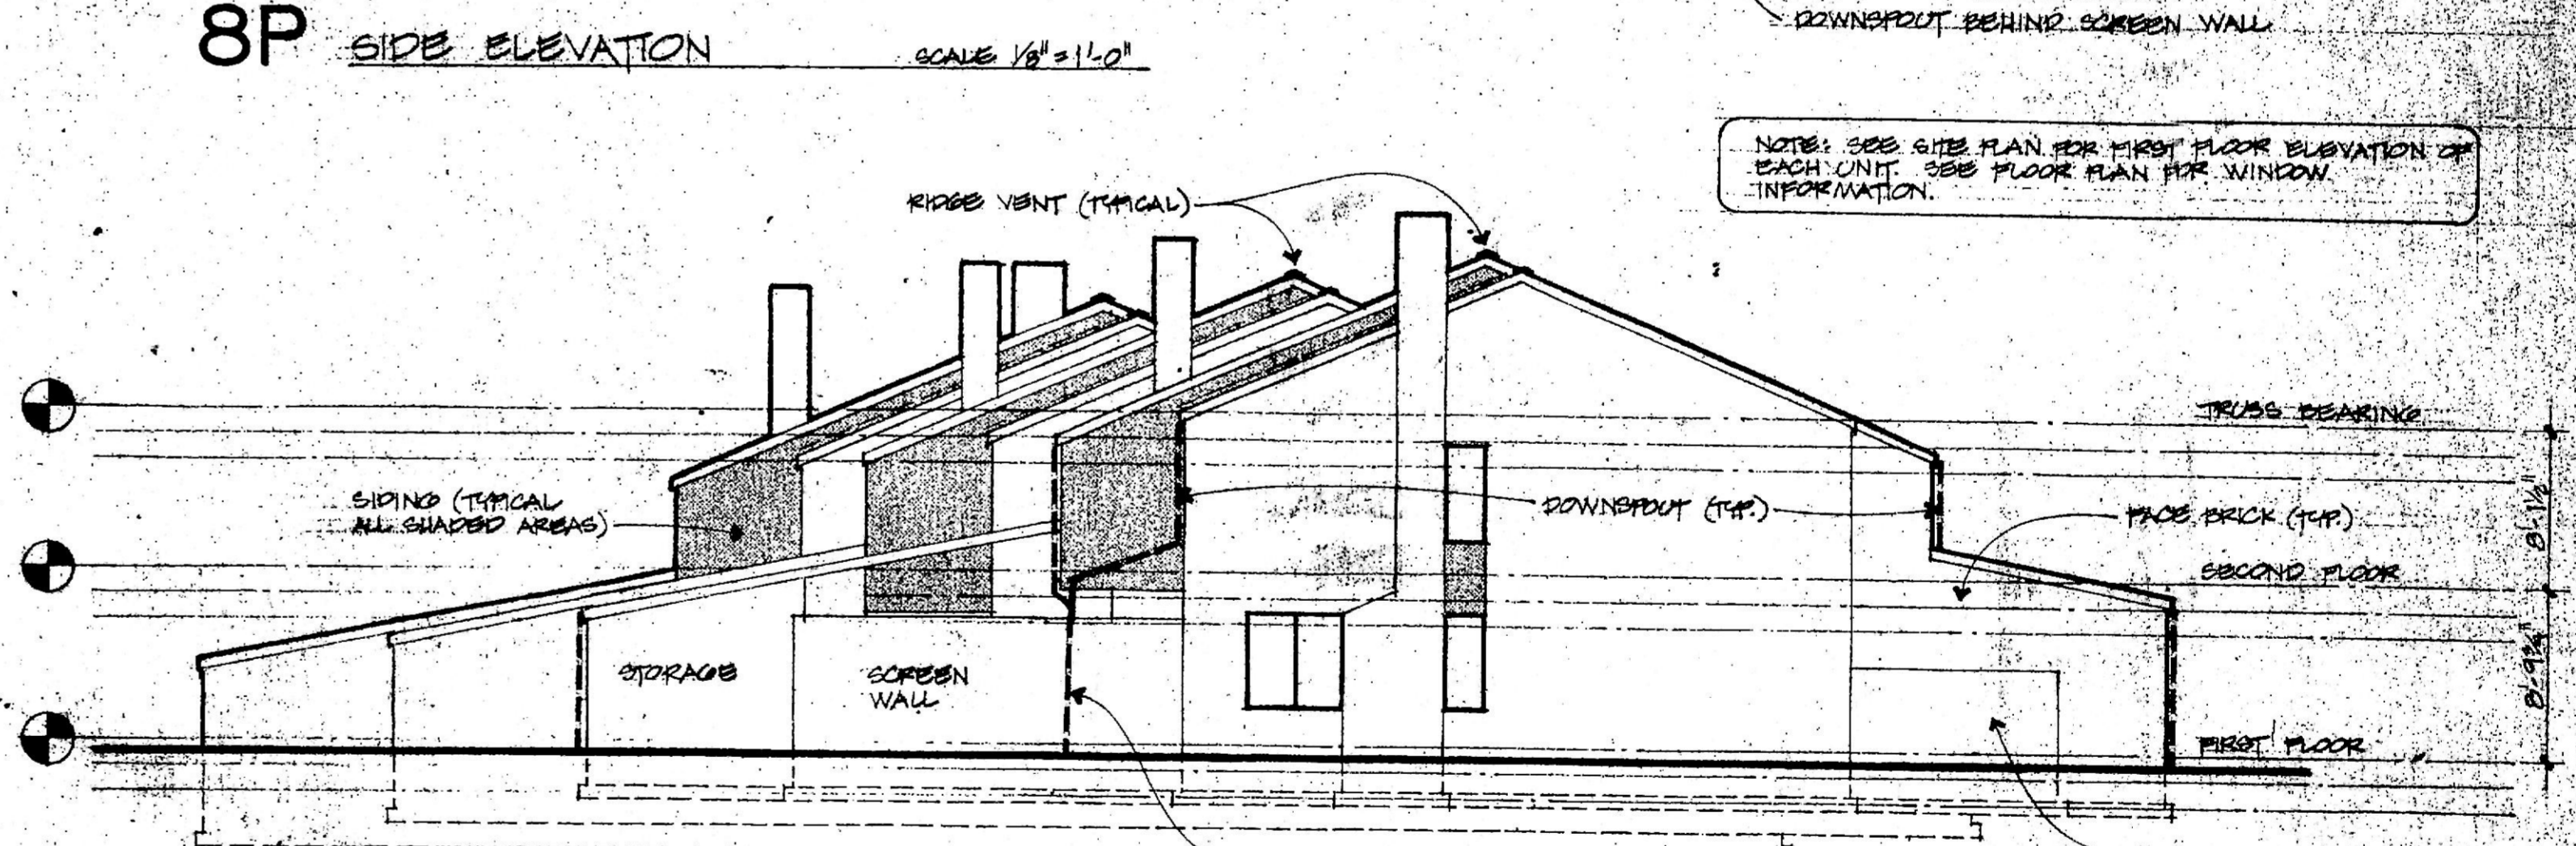 8P SIDE ELEVATION SCALE 1/8"=1'-0"
DOWNSPOUT BEHIND SCREEN WALL
NOTE: SEE SITE PLAN FOR FIRST FLOOR ELEVATION OF
EACH UNIT. SEE FLOOR PLAN FOR WINDOW
INFORMATION.
RIDGE VENT (TYPICAL)
TRUSS BEARING
SIDING (TYPICAL
ALL SHADED AREAS)
DOWNSPOUT (TYP.)
FACE BRICK (TYP.)
8'-1 1/2"
SECOND FLOOR
STORAGE
SCREEN
WALL
8'-9 3/4"
FIRST FLOOR